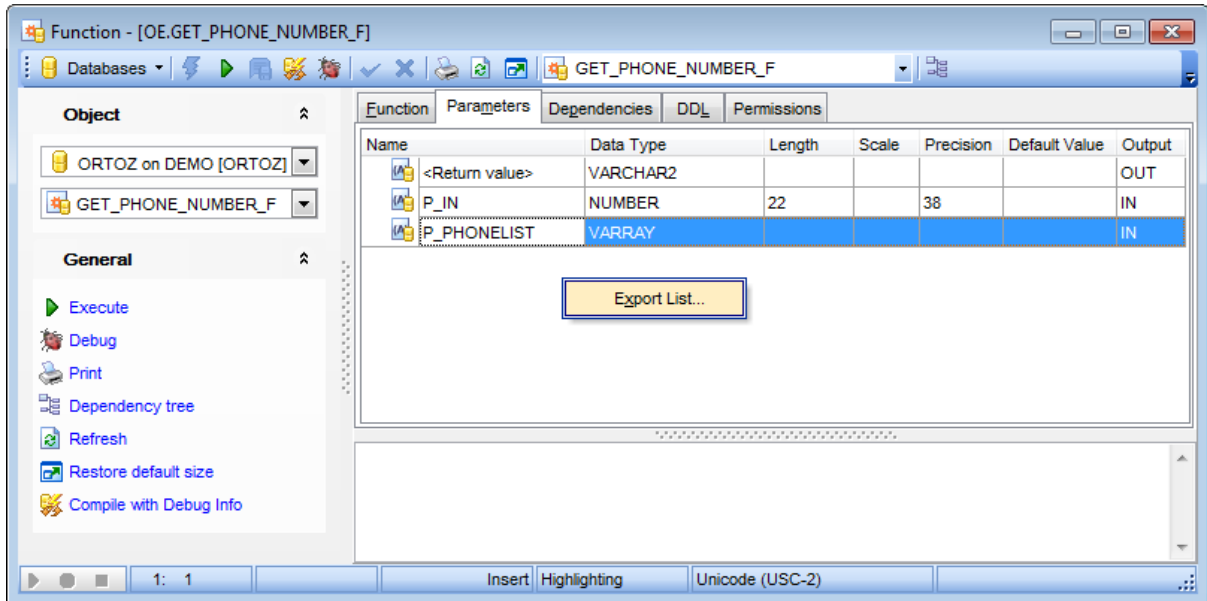 Function - [OE.GET_PHONE_NUMBER_F]
Databases GET_PHONE_NUMBER_F
Object
ORTOZ on DEMO [ORTOZ]
GET_PHONE_NUMBER_F
General
Execute
Debug
Print
Dependency tree
Refresh
Restore default size
Compile with Debug Info
Function Parameters Dependencies DDL Permissions
Name Data Type Length Scale Precision Default Value Output
<Return value> VARCHAR2 OUT
P_IN NUMBER 22 38 IN
P_PHONELIST VARRAY IN
Export List...
1: 1 Insert Highlighting Unicode (USC-2)